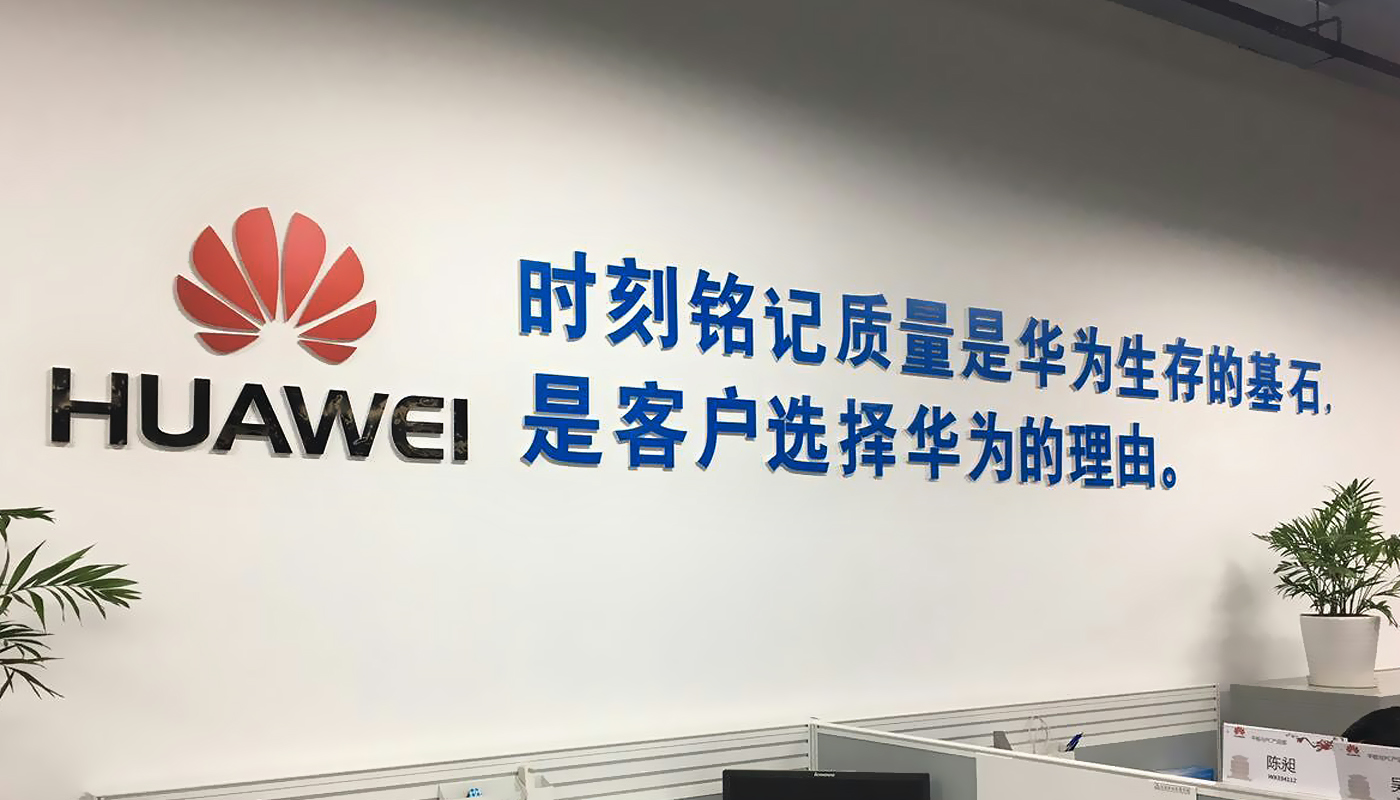 HUAWEI
时刻铭记质量是华为生存的基石,
是客户选择华为的理由。
lenovo
陈昶